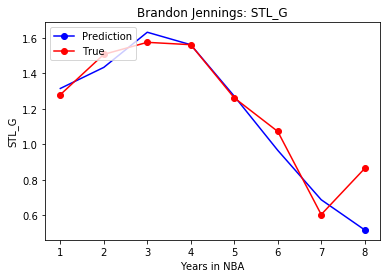 Brandon Jennings: STL_G
Prediction
True
STL_G
1.6
1.4
1.2
1.0
0.8
0.6
1 2 3 4 5 6 7 8
Years in NBA